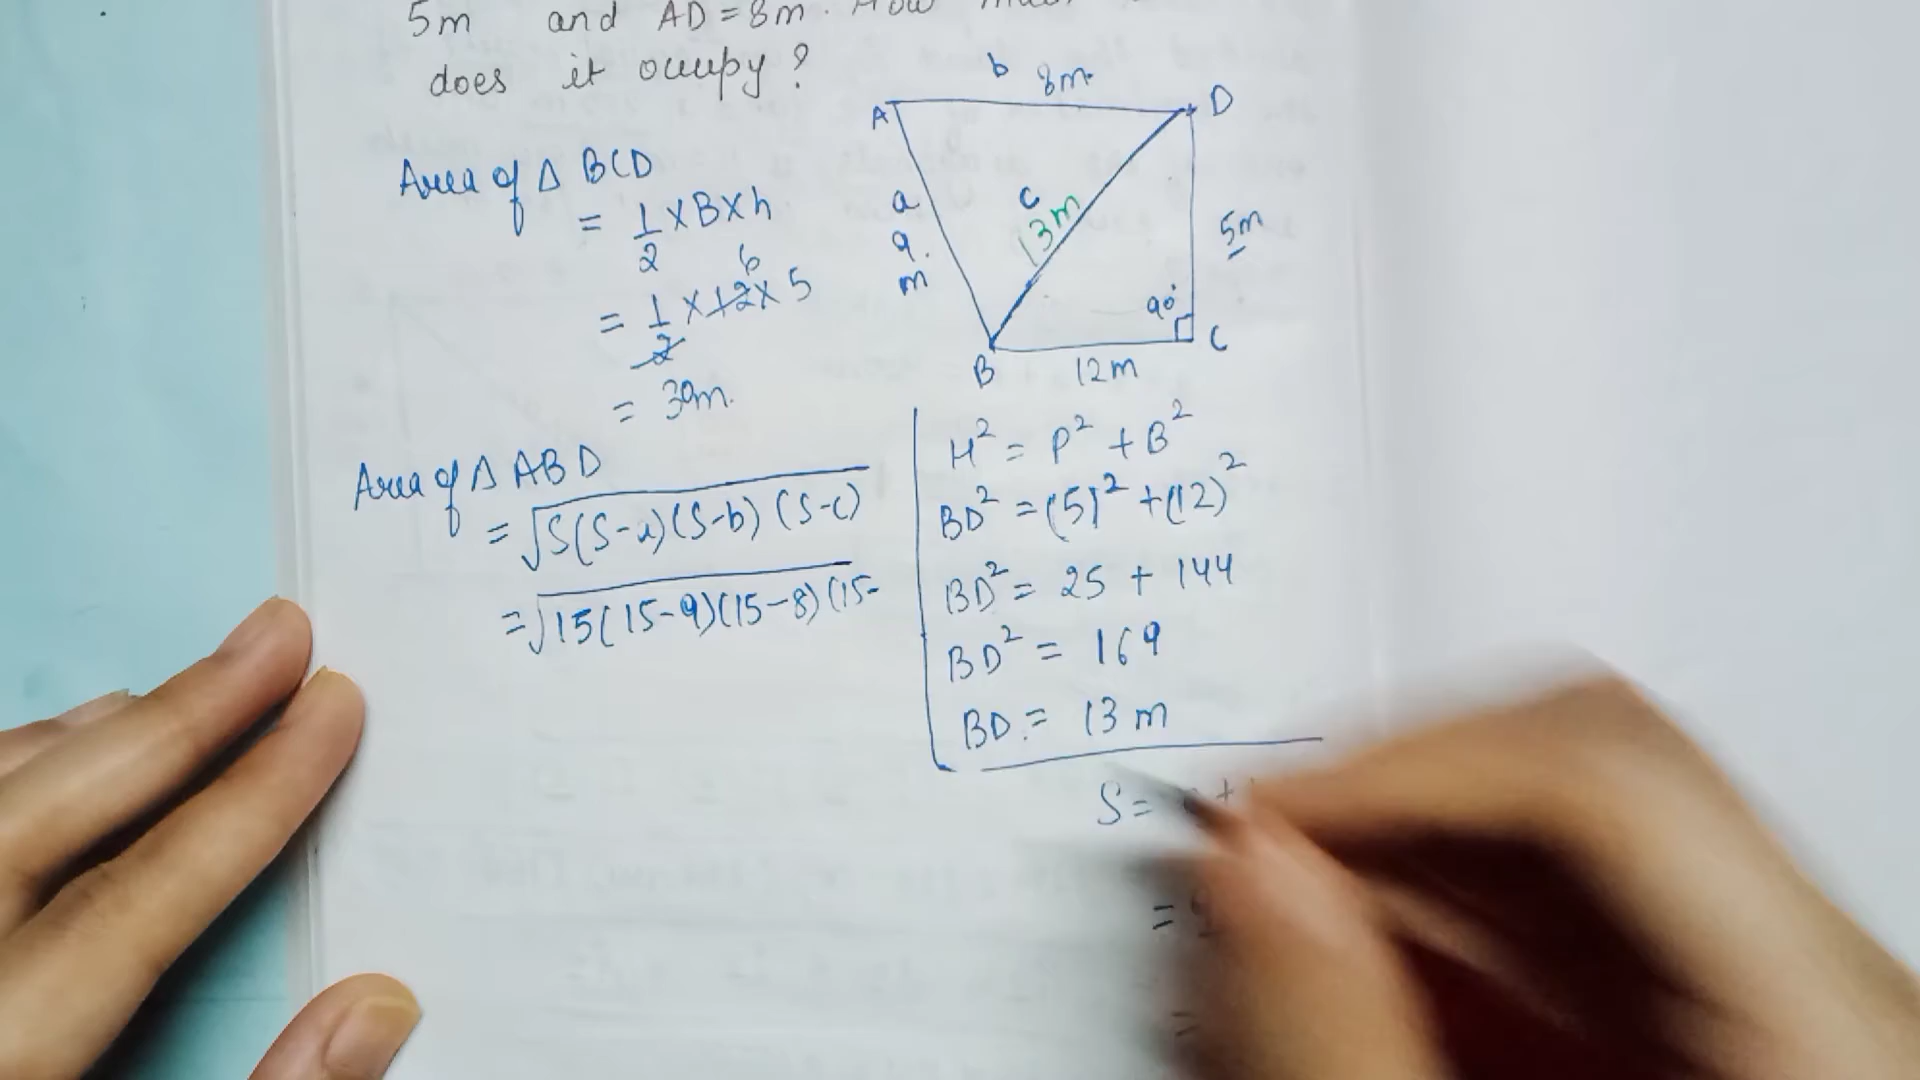 5m and AD = 8m. How
does it occupy?
b 8m.
A
D
Area of Δ BCD
= 1/2 × B × h
a
9.
m
c
13m
5m
6
= 1/2 × 12 × 5
90°
C
B
12m
= 30m.
H² = P² + B²
Area of Δ ABD
= √S(S-a)(S-b)(S-c)
BD² = (5)² + (12)²
= √15(15-9)(15-8)(15-
BD² = 25 + 144
BD² = 169
BD = 13 m
S =
=
=